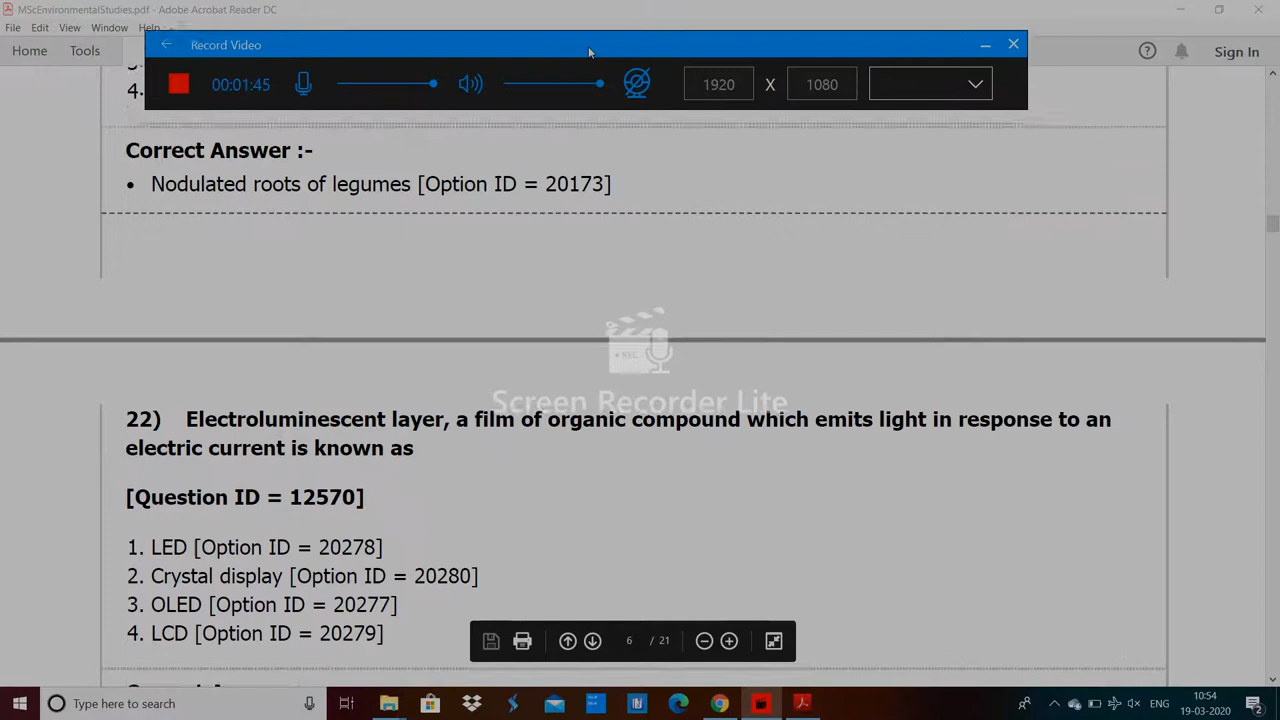 MScEnvironmentalStudies.pdf - Adobe Acrobat Reader DC
File Edit View Window Help
Record Video
Home Tools
Sign In
00:01:45
1920 X 1080
4.
Correct Answer :-
• Nodulated roots of legumes [Option ID = 20173]
REC
Screen Recorder Lite
22) Electroluminescent layer, a film of organic compound which emits light in response to an
electric current is known as
[Question ID = 12570]
1. LED [Option ID = 20278]
2. Crystal display [Option ID = 20280]
3. OLED [Option ID = 20277]
4. LCD [Option ID = 20279]
6 / 21
Type here to search
ENG
10:54
19-03-2020
2